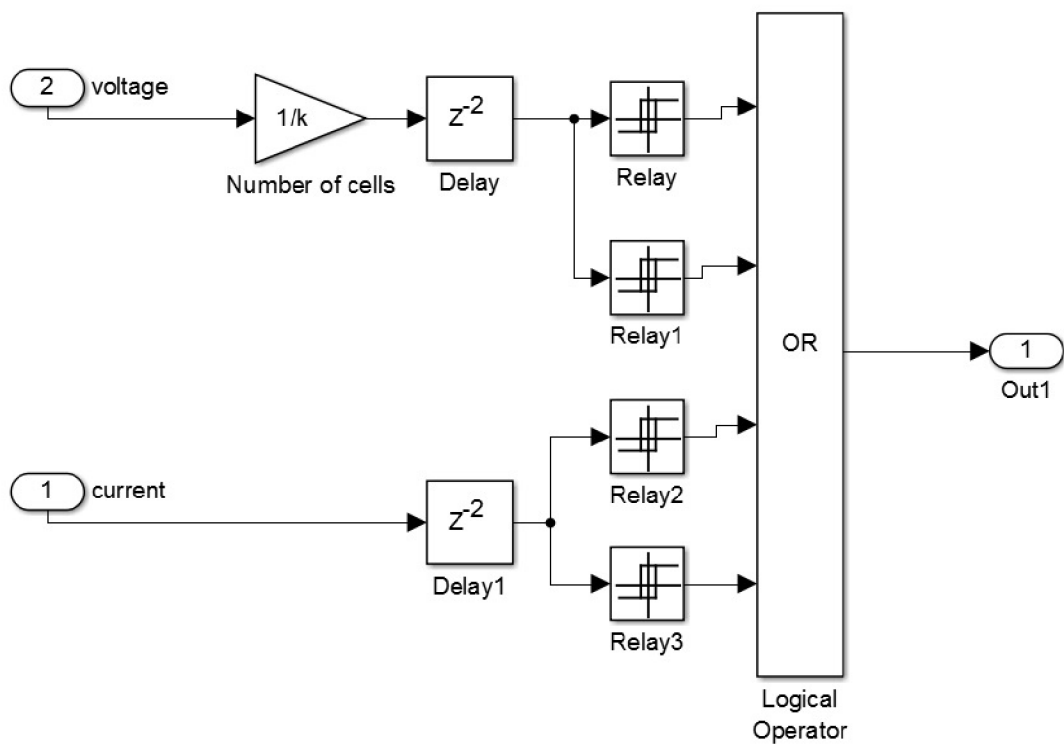 2
voltage
1/k
Number of cells
Z-2
Delay
Relay
Relay1
OR
1
Out1
Relay2
1
current
Z-2
Delay1
Relay3
Logical
Operator